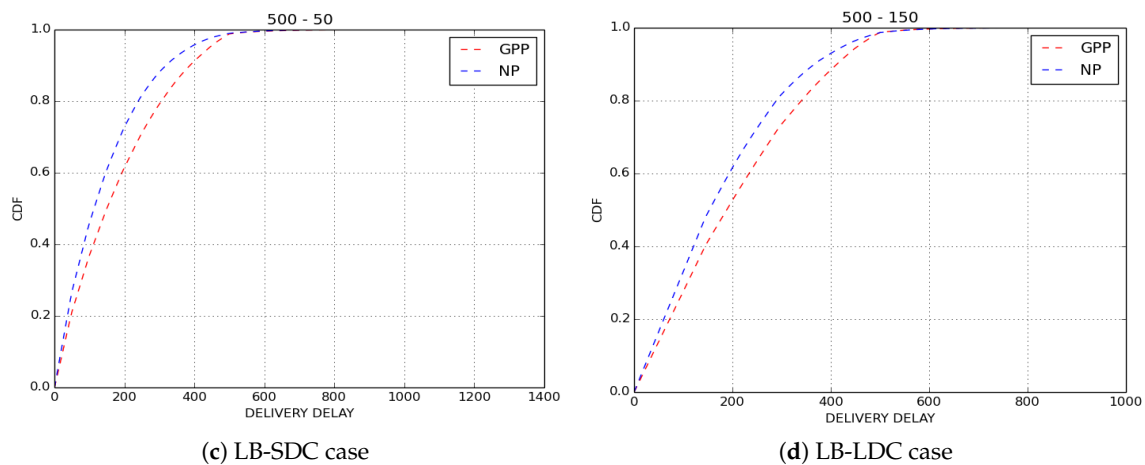 500 - 50
1.0
0.8
0.6
0.4
0.2
0.0
CDF
GPP
NP
0 200 400 600 800 1000 1200 1400
DELIVERY DELAY
(c) LB-SDC case
500 - 150
1.0
0.8
0.6
0.4
0.2
0.0
CDF
GPP
NP
0 200 400 600 800 1000
DELIVERY DELAY
(d) LB-LDC case